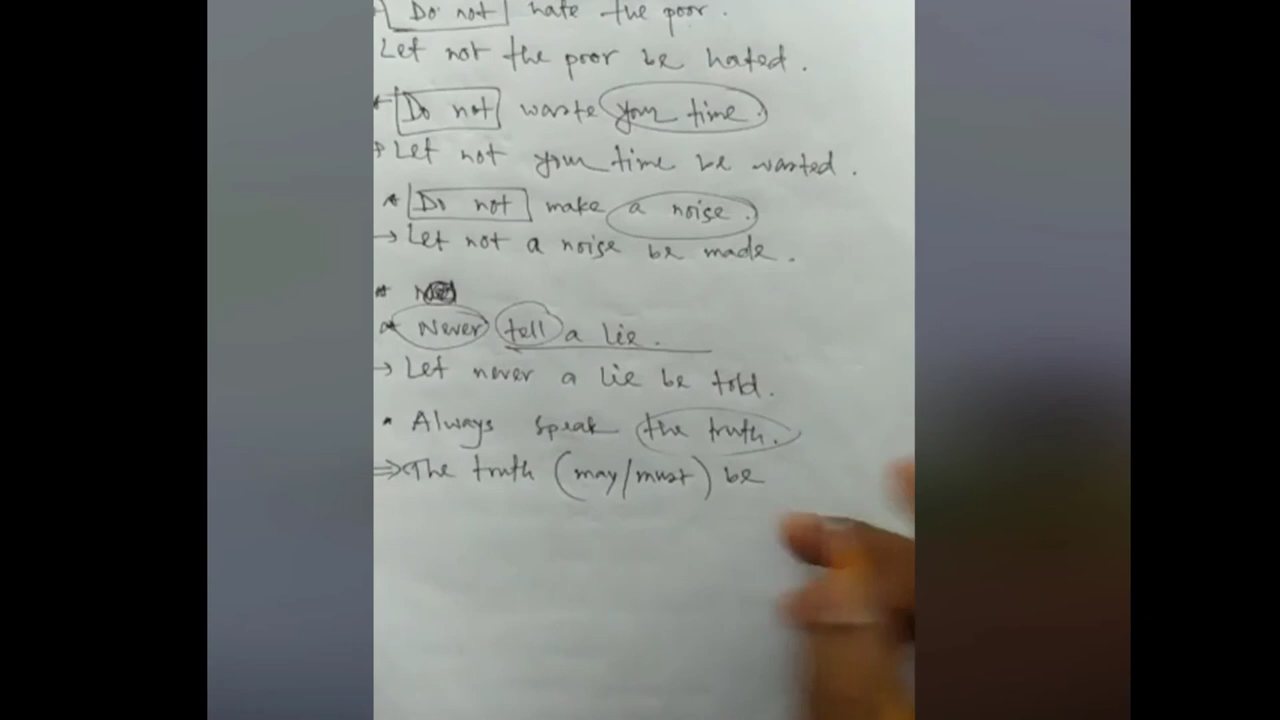 Do not hate the poor.
Let not the poor be hated.
* Do not waste your time.
→ Let not your time be wasted.
* Do not make a noise.
→ Let not a noise be made.
*
* Never tell a lie.
→ Let never a lie be told.
• Always speak the truth.
⇒ The truth (may/must) be